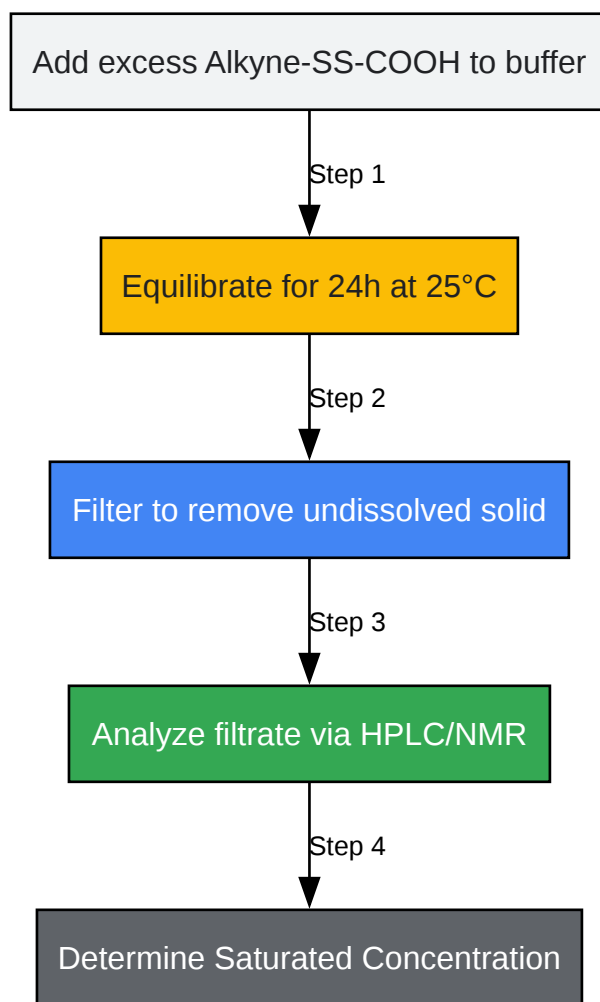 Add excess Alkyne-SS-COOH to buffer
Step 1
Equilibrate for 24h at 25°C
Step 2
Filter to remove undissolved solid
Step 3
Analyze filtrate via HPLC/NMR
Step 4
Determine Saturated Concentration